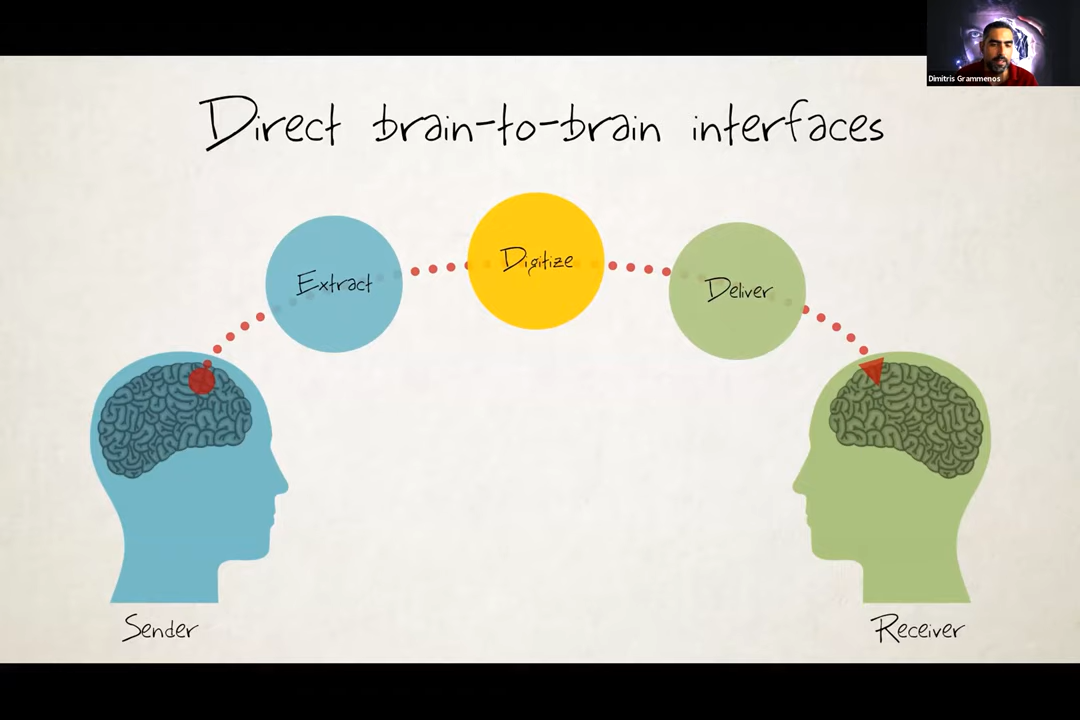 Dimitris Grammenos
Direct brain-to-brain interfaces
Extract
Digitize
Deliver
Sender
Receiver